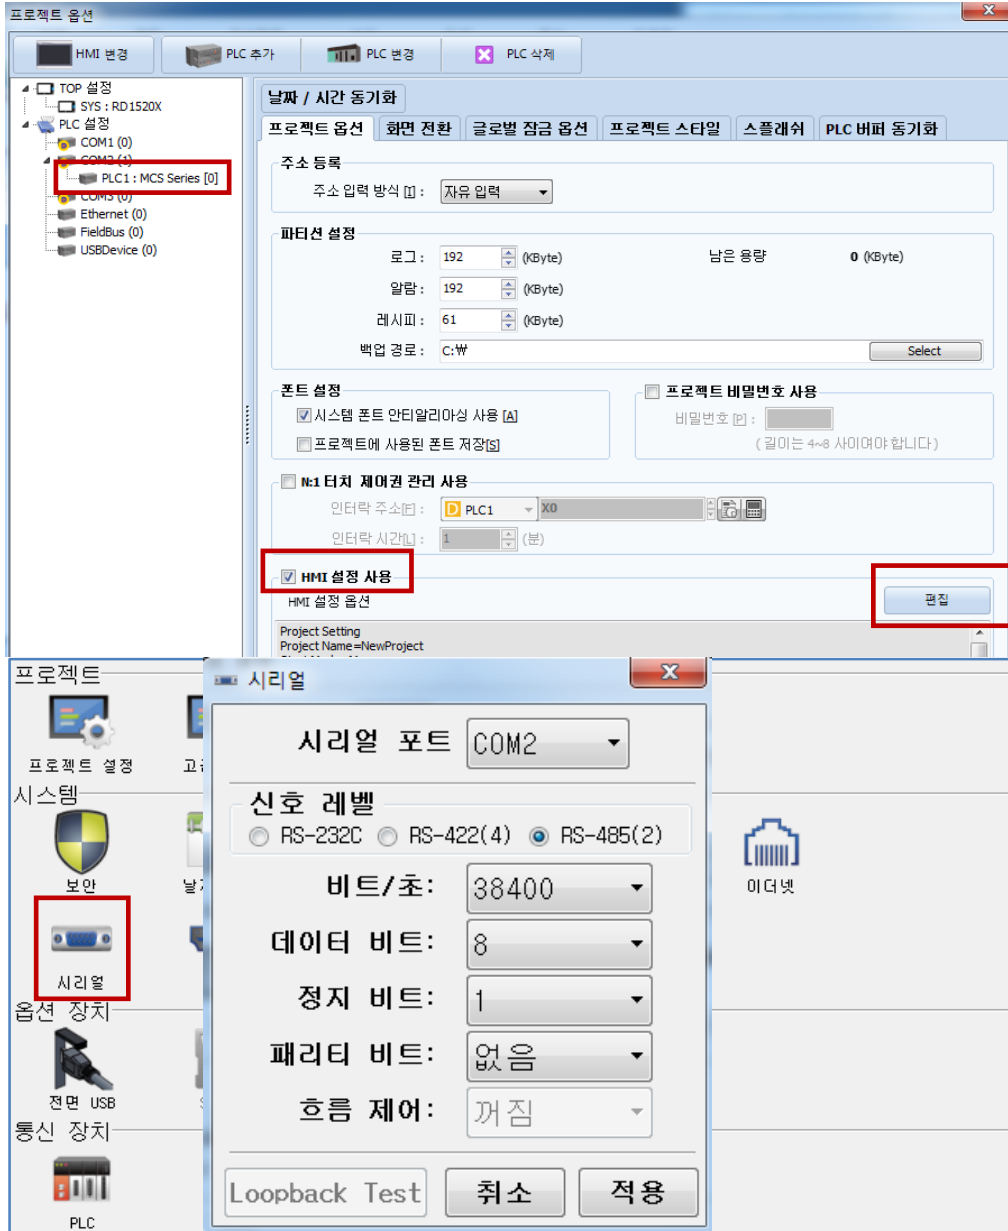 프로젝트 옵션
HMI 변경
PLC 추가
PLC 변경
PLC 삭제
TOP 설정
SYS : RD1520X
PLC 설정
COM1 (0)
COM2 (1)
PLC1 : MCS Series [0]
COM3 (0)
Ethernet (0)
FieldBus (0)
USBDevice (0)
날짜 / 시간 동기화
프로젝트 옵션 화면 전환 글로벌 잠금 옵션 프로젝트 스타일 스플래쉬 PLC 버퍼 동기화
주소 등록
주소 입력 방식 [I] : 자유 입력
파티션 설정
로그 : 192 (KByte) 남은 용량 0 (KByte)
알람 : 192 (KByte)
레시피 : 61 (KByte)
백업 경로 : C:₩ Select
폰트 설정
시스템 폰트 안티알리아싱 사용 [A]
프로젝트에 사용된 폰트 저장[S]
프로젝트 비밀번호 사용
비밀번호 [P] :
( 길이는 4~8 사이여야 합니다 )
N:1 터치 제어권 관리 사용
인터락 주소[F] : D PLC1 X0
인터락 시간[L] : 1 (분)
HMI 설정 사용
HMI 설정 옵션
편집
Project Setting
Project Name=NewProject
프로젝트
프로젝트 설정
시스템
보안
시리얼
이더넷
옵션 장치
전면 USB
통신 장치
PLC
시리얼
시리얼 포트 COM2
신호 레벨
RS-232C RS-422(4) RS-485(2)
비트/초: 38400
데이터 비트: 8
정지 비트: 1
패리티 비트: 없음
흐름 제어: 꺼짐
Loopback Test 취소 적용